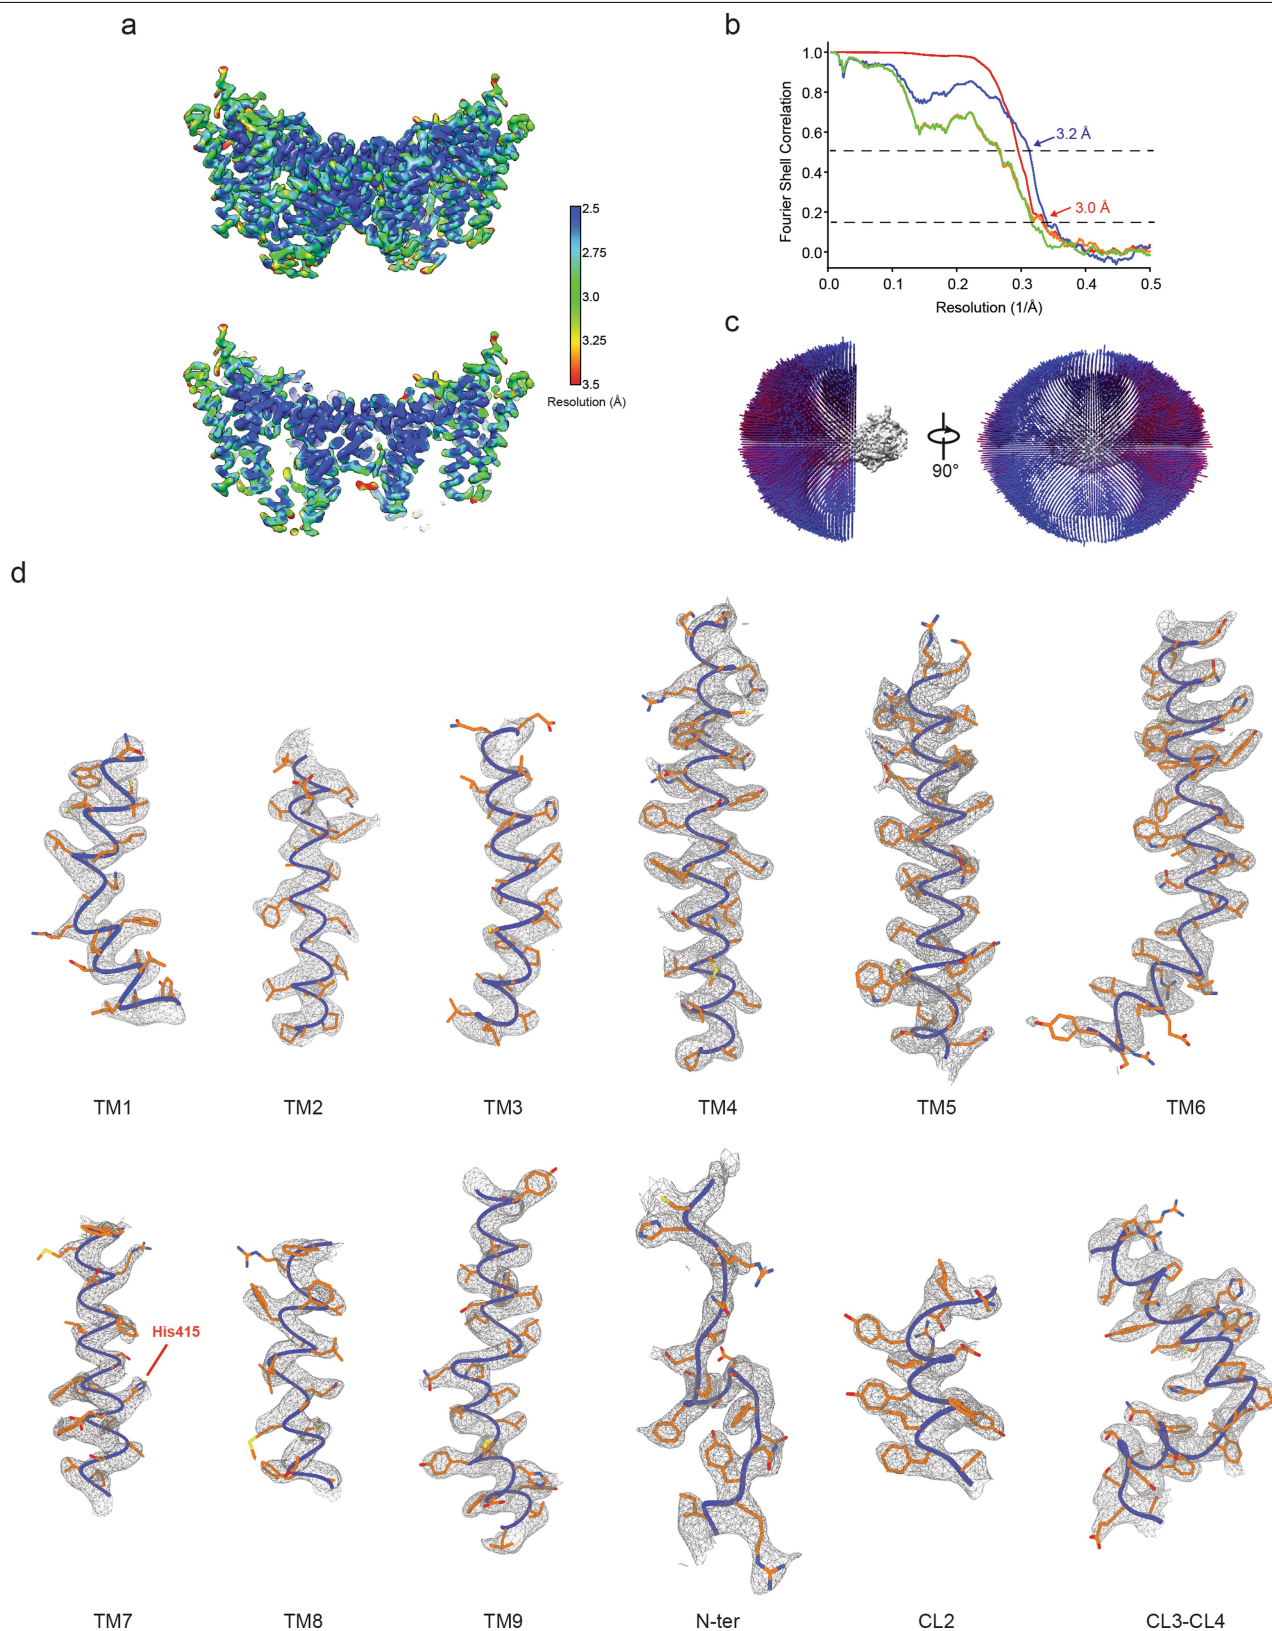 a
2.5
2.75
3.0
3.25
3.5
Resolution (Å)
b
Fourier Shell Correlation
1.0
0.8
0.6
0.4
0.2
0.0
3.2 Å
3.0 Å
0.0 0.1 0.2 0.3 0.4 0.5
Resolution (1/Å)
c
90°
d
TM1 TM2 TM3 TM4 TM5 TM6
His415
TM7 TM8 TM9 N-ter CL2 CL3-CL4